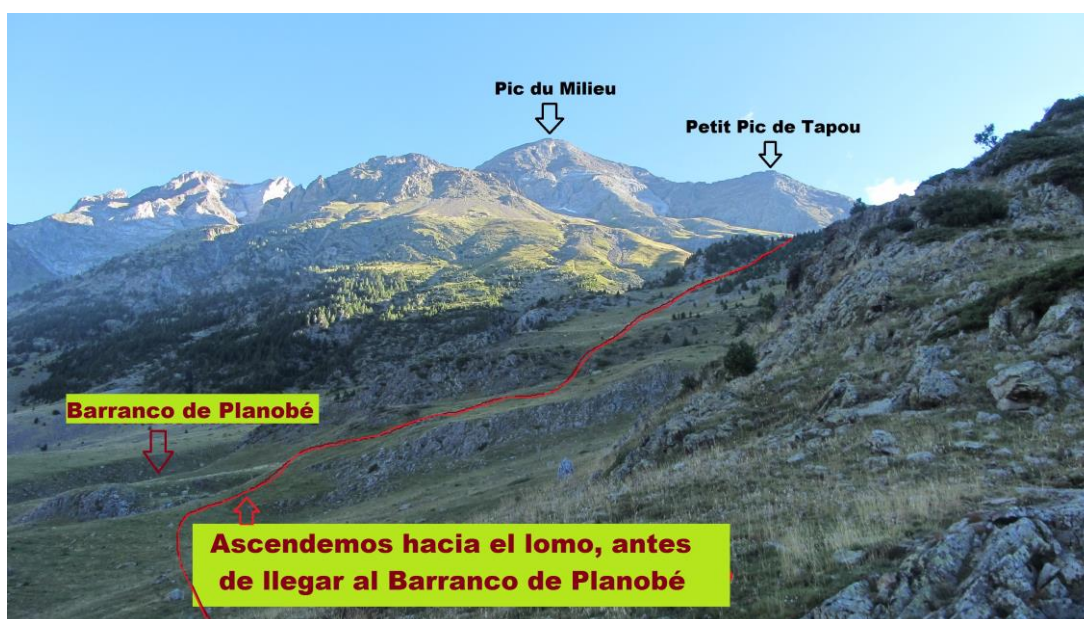 Pic du Milieu
Petit Pic de Tapou
Barranco de Planobé
Ascendemos hacia el lomo, antes
de llegar al Barranco de Planobé